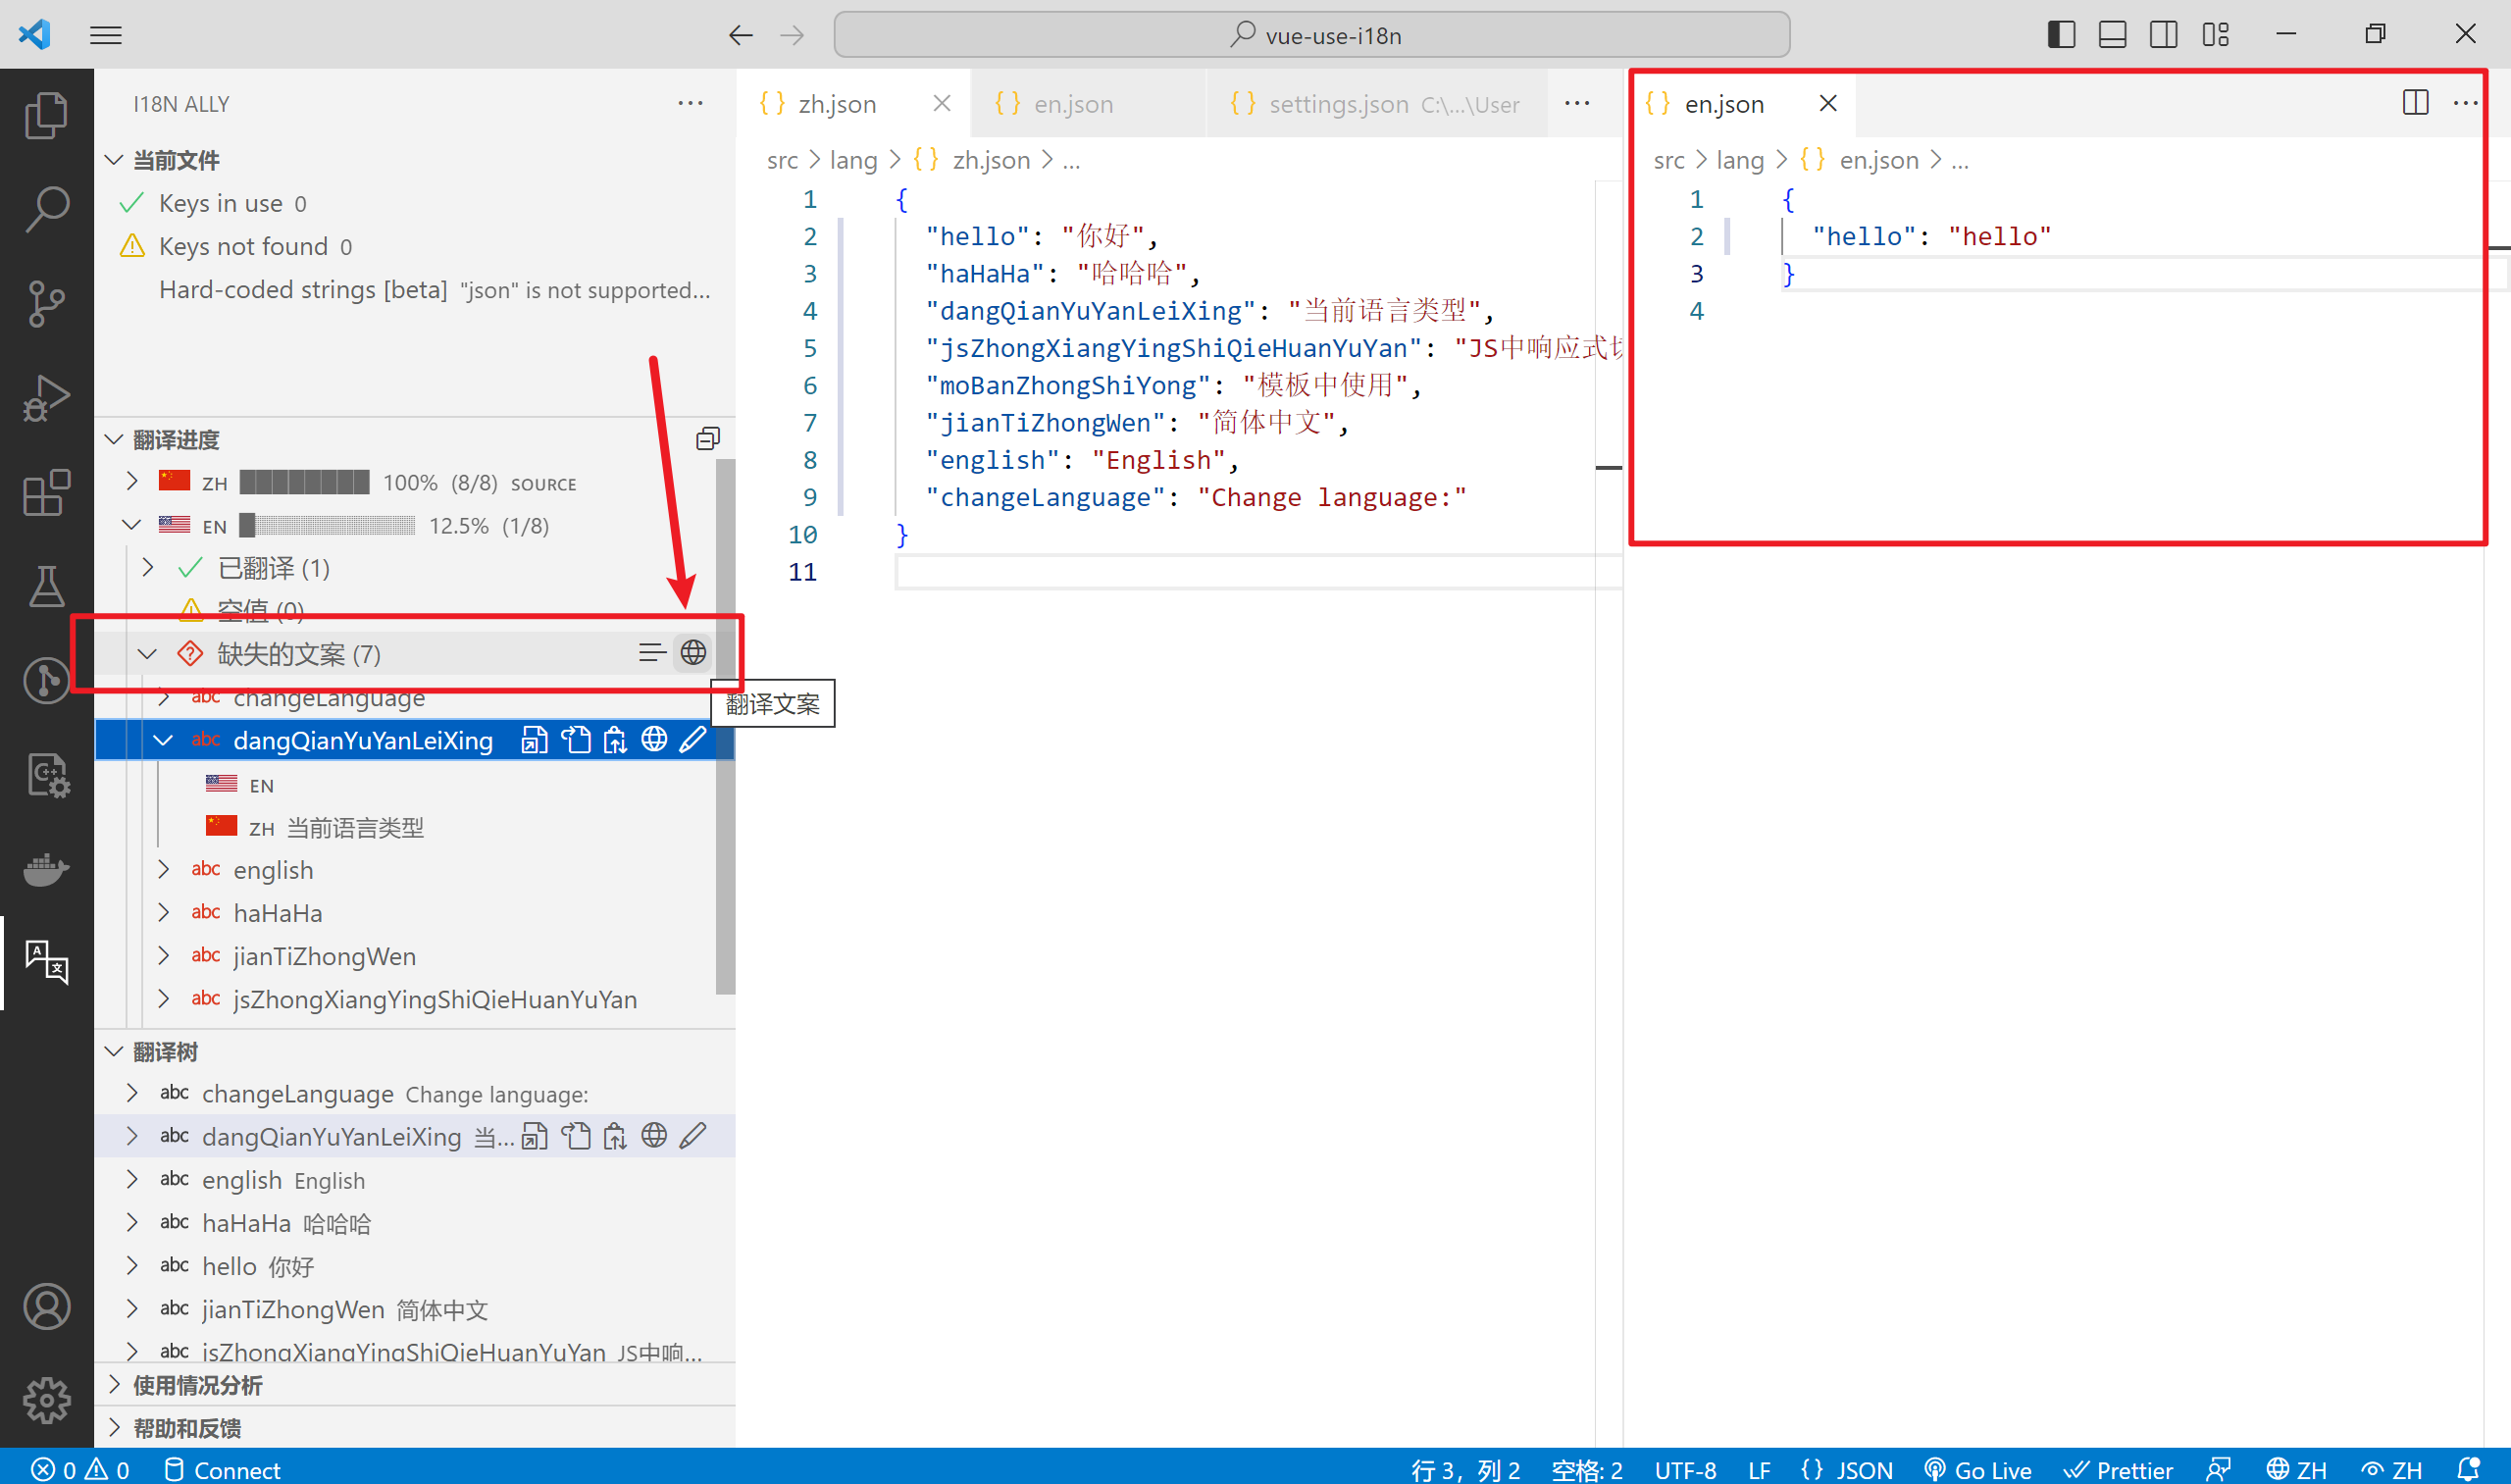 vue-use-i18n
I18N ALLY
当前文件
Keys in use 0
Keys not found 0
Hard-coded strings [beta] "json" is not supported...
翻译进度
ZH 100% (8/8) SOURCE
EN 12.5% (1/8)
已翻译 (1)
空值 (0)
缺失的文案 (7)
翻译文案
changeLanguage
abc dangQianYuYanLeiXing
EN
ZH 当前语言类型
abc english
abc haHaHa
abc jianTiZhongWen
abc jsZhongXiangYingShiQieHuanYuYan
翻译树
abc changeLanguage Change language:
abc dangQianYuYanLeiXing 当...
abc english English
abc haHaHa 哈哈哈
abc hello 你好
abc jianTiZhongWen 简体中文
abc jsZhongXiangYingShiQieHuanYuYan JS中响...
使用情况分析
帮助和反馈
{ } zh.json
{ } en.json
{ } settings.json C:\...\User
src > lang > { } zh.json > ...
1 {
2 "hello": "你好",
3 "haHaHa": "哈哈哈",
4 "dangQianYuYanLeiXing": "当前语言类型",
5 "jsZhongXiangYingShiQieHuanYuYan": "JS中响应式
6 "moBanZhongShiYong": "模板中使用",
7 "jianTiZhongWen": "简体中文",
8 "english": "English",
9 "changeLanguage": "Change language:"
10 }
11
{ } en.json
src > lang > { } en.json > ...
1 {
2 "hello": "hello"
3 }
4
0 0 Connect
行 3，列 2 空格: 2 UTF-8 LF { } JSON Go Live Prettier ZH ZH